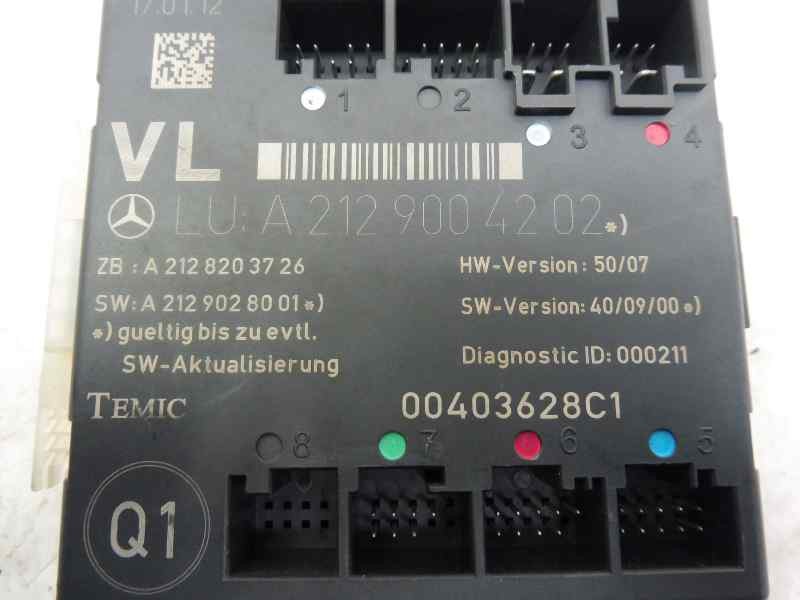 17.01.12
1 2
3 4
VL
LU: A 212 900 42 02 *)
ZB : A 212 820 37 26
HW-Version : 50/07
SW: A 212 902 80 01 *)
SW-Version: 40/09/00 *)
*) gueltig bis zu evtl.
SW-Aktualisierung
Diagnostic ID: 000211
TEMIC
00403628C1
8 7 6 5
Q1